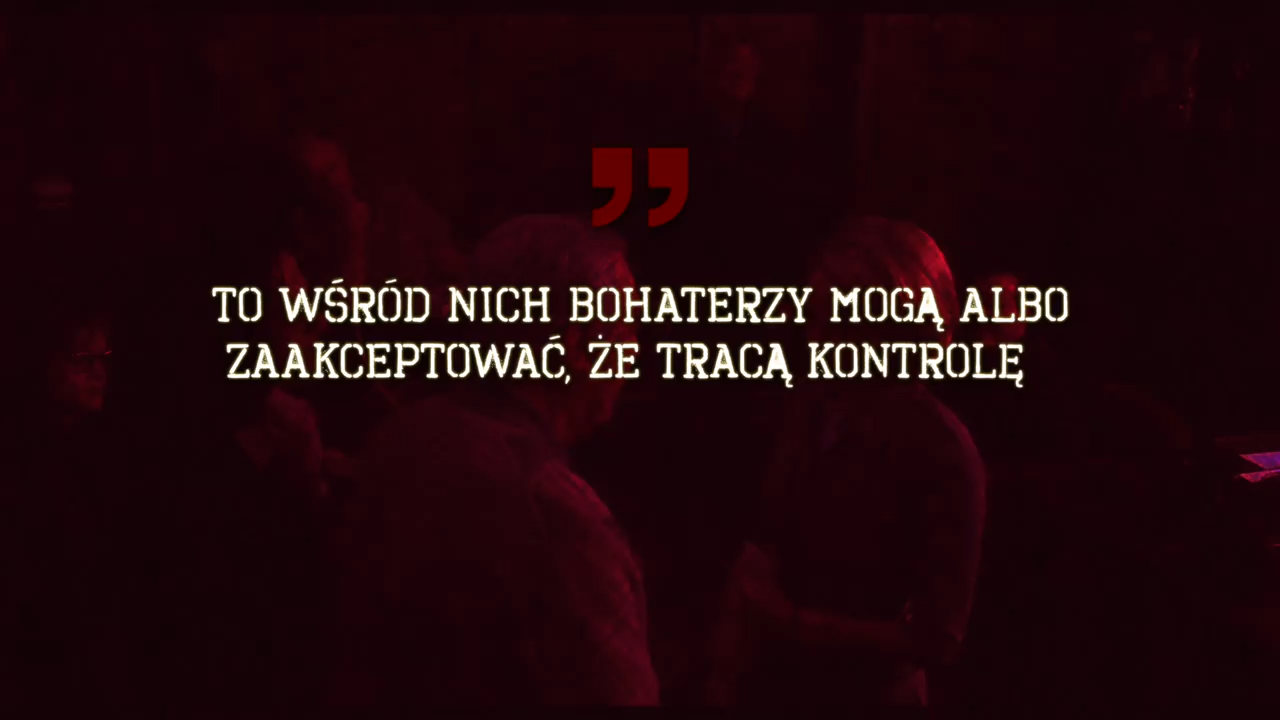 ”
TO WŚRÓD NICH BOHATERZY MOGĄ ALBO
ZAAKCEPTOWAĆ, ŻE TRACĄ KONTROLĘ